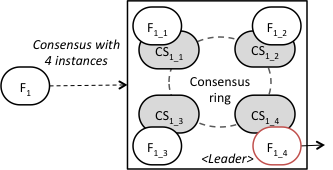 Consensus with
4 instances
F1
F1_1
CS1_1
F1_2
CS1_2
Consensus
ring
CS1_3
F1_3
CS1_4
F1_4
<Leader>